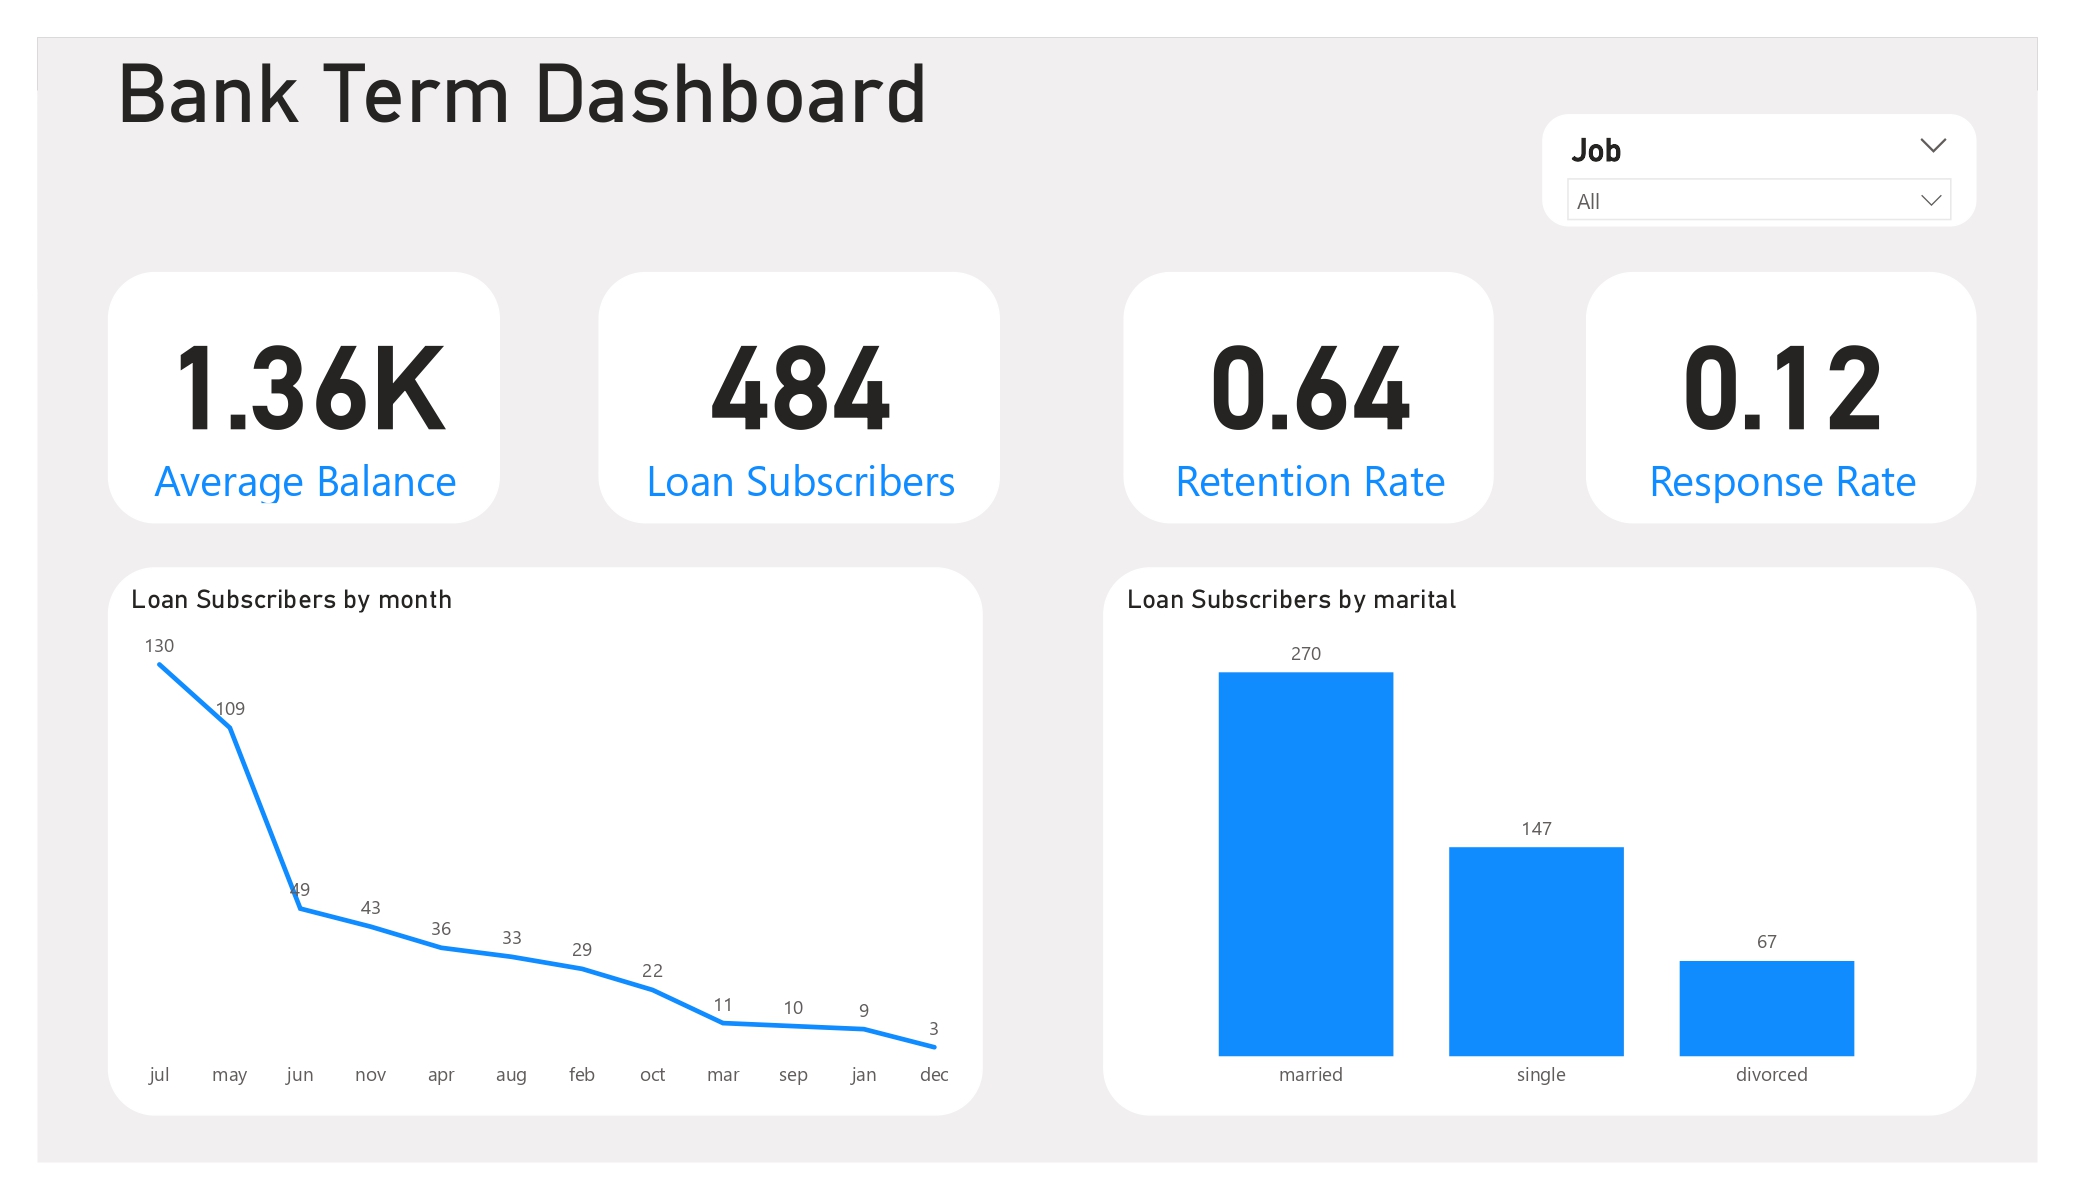 Bank Term Dashboard
Job
All
1.36K
Average Balance
484
Loan Subscribers
0.64
Retention Rate
0.12
Response Rate
Loan Subscribers by month
130
109
49
43
36
33
29
22
11
10
9
3
jul may jun nov apr aug feb oct mar sep jan dec
Loan Subscribers by marital
270
147
67
married single divorced